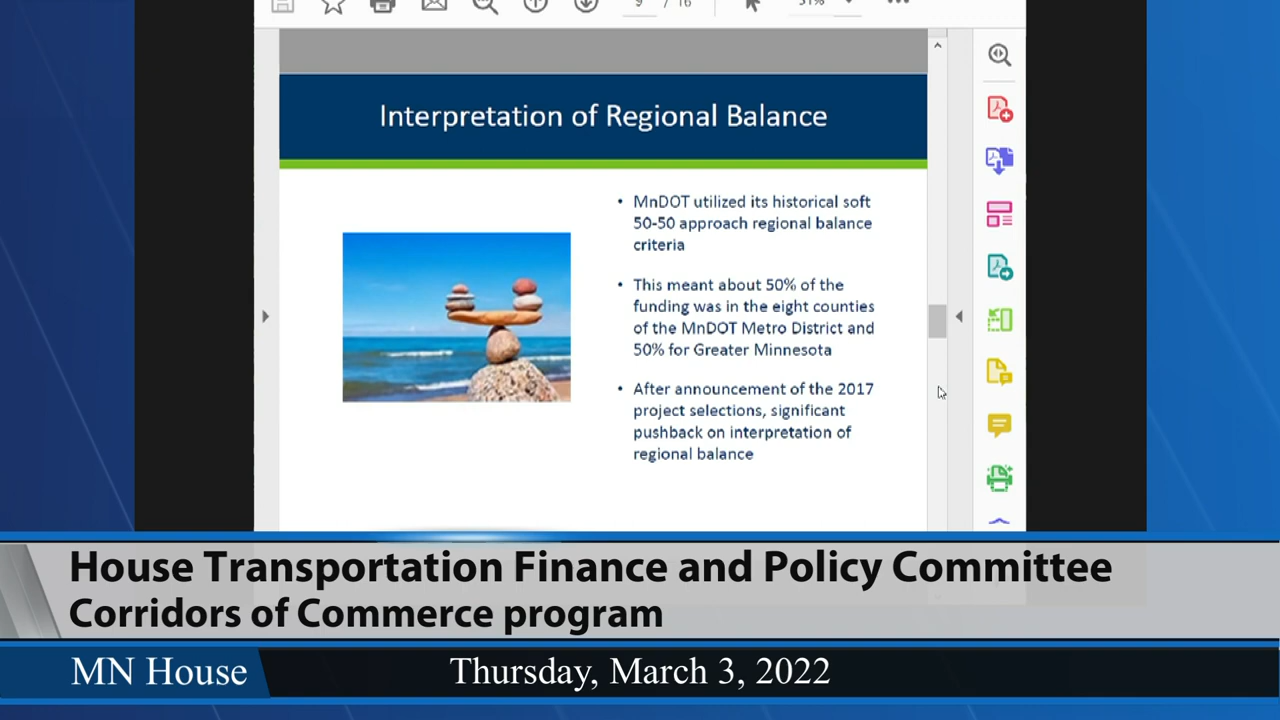 9 / 16
51%
Interpretation of Regional Balance
• MnDOT utilized its historical soft
50-50 approach regional balance
criteria
• This meant about 50% of the
funding was in the eight counties
of the MnDOT Metro District and
50% for Greater Minnesota
• After announcement of the 2017
project selections, significant
pushback on interpretation of
regional balance
House Transportation Finance and Policy Committee
Corridors of Commerce program
MN House
Thursday, March 3, 2022